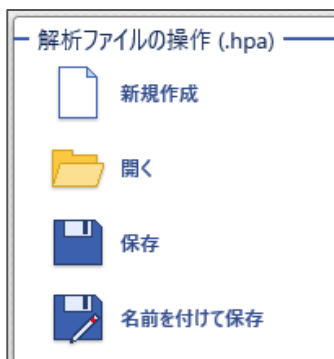 解析ファイルの操作 (.hpa)
新規作成
開く
保存
名前を付けて保存